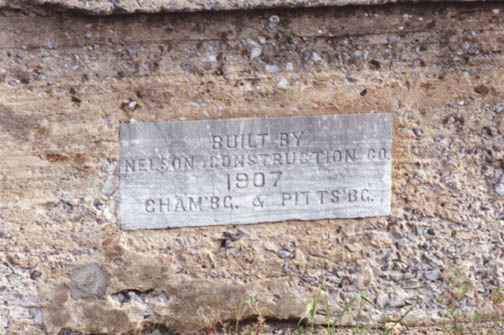 BUILT BY
NELSON CONSTRUCTION CO.
1907
CHAM'BG. & PITTS'BG.